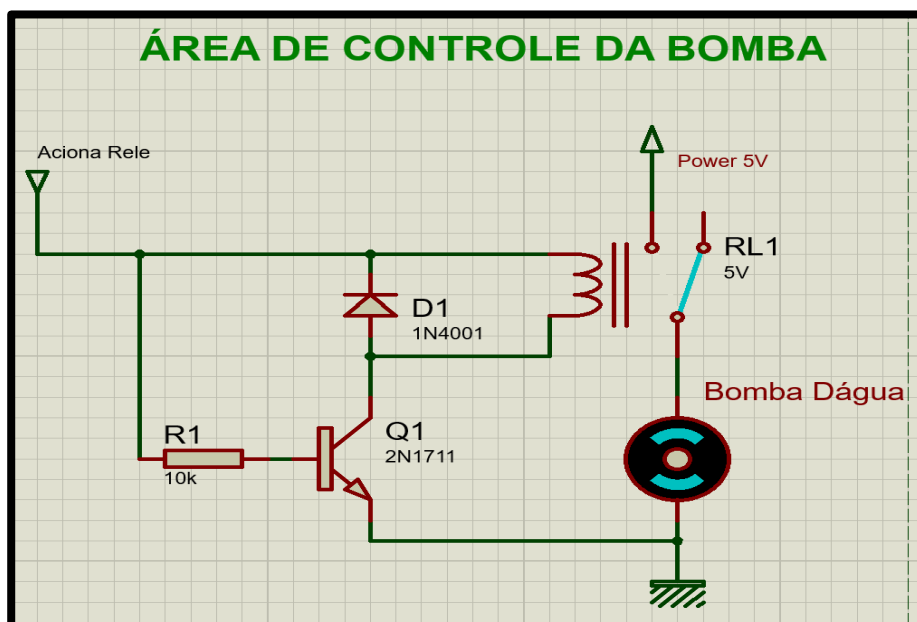 ÁREA DE CONTROLE DA BOMBA
Aciona Rele
Power 5V
RL1
5V
D1
1N4001
Bomba Dágua
R1
10k
Q1
2N1711